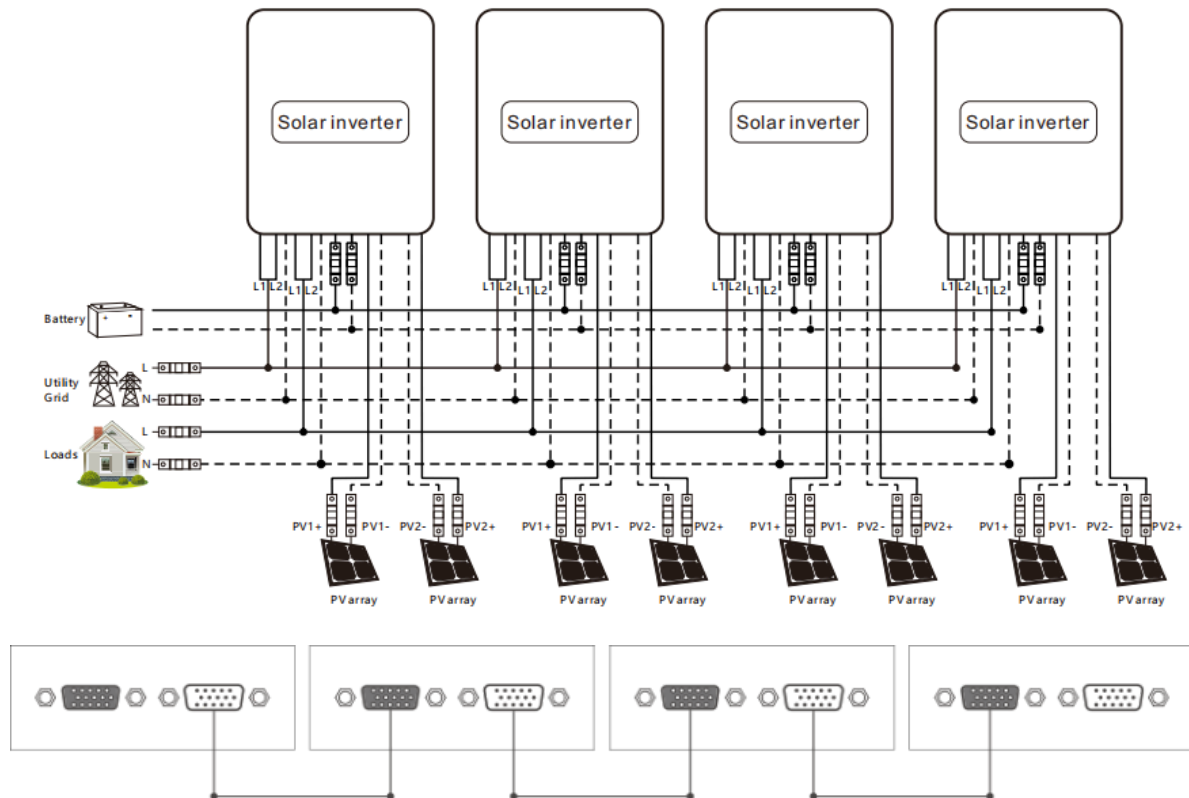 Solar inverter
Solar inverter
Solar inverter
Solar inverter
L1 L2
L1 L2
L1 L2
L1 L2
L1 L2
L1 L2
L1 L2
L1 L2
Battery
+ -
Utility
Grid
L
N
Loads
L
N
PV1+
PV1-
PV2-
PV2+
PV1+
PV1-
PV2-
PV2+
PV1+
PV1-
PV2-
PV2+
PV1+
PV1-
PV2-
PV2+
PV array
PV array
PV array
PV array
PV array
PV array
PV array
PV array